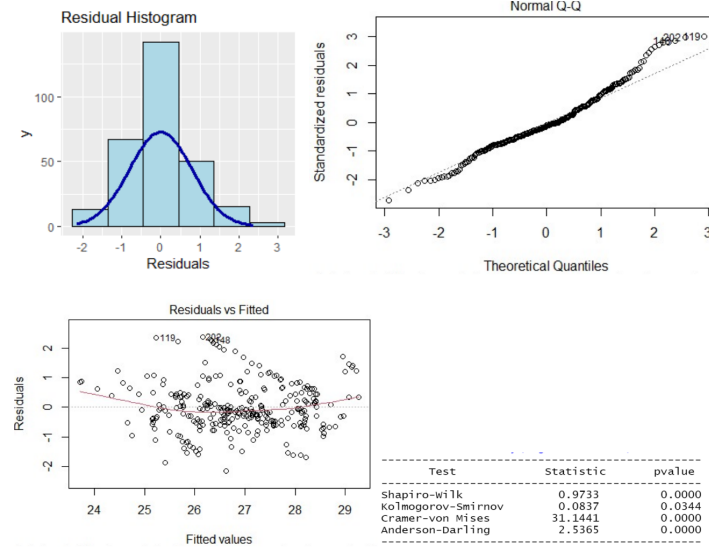 Residual Histogram
y
100
50
0
-2 -1 0 1 2 3
Residuals
Normal Q-Q
Standardized residuals
3
2
1
0
-1
-2
202 119
-3 -2 -1 0 1 2 3
Theoretical Quantiles
Residuals vs Fitted
Residuals
2
1
0
-1
-2
119
202
148
24 25 26 27 28 29
Fitted values
Test Statistic pvalue
Shapiro-Wilk 0.9733 0.0000
Kolmogorov-Smirnov 0.0837 0.0344
Cramer-von Mises 31.1441 0.0000
Anderson-Darling 2.5365 0.0000